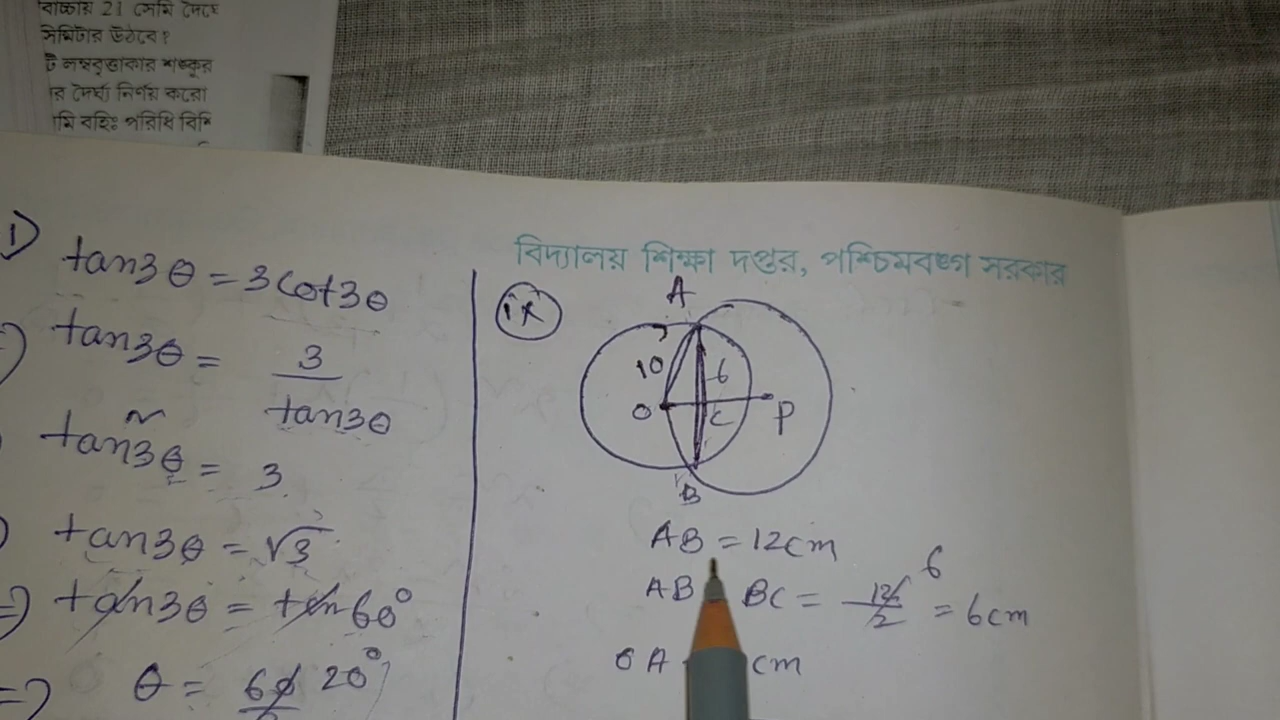 বাচ্চায় 21 সেমি দৈর্ঘ্যে
সেমিটার উঠবে?
টি লম্ববৃত্তাকার শঙ্কুর
র দৈর্ঘ্য নির্ণয় করো
মি বহিঃ পরিধি বিশি
বিদ্যালয় শিক্ষা দপ্তর, পশ্চিমবঙ্গ সরকার
1)
tan3θ = 3Cot3θ
tan3θ = 3/tan3θ
tan²3θ = 3
tan3θ = √3
=) tan3θ = tan60°
=) θ = 60 20°
ix
A
10
6
O
C
P
B
AB = 12cm
AB BC = 12/2 6 = 6cm
OA cm